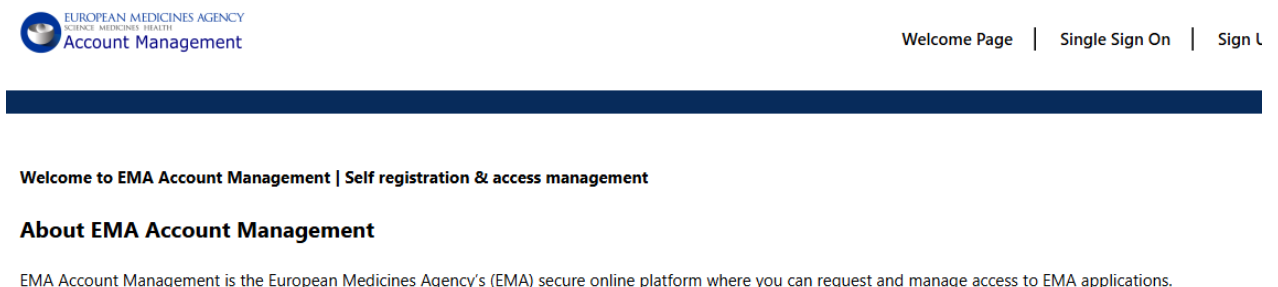 EUROPEAN MEDICINES AGENCY
SCIENCE MEDICINES HEALTH
Account Management
Welcome Page | Single Sign On | Sign U
Welcome to EMA Account Management | Self registration & access management
About EMA Account Management
EMA Account Management is the European Medicines Agency's (EMA) secure online platform where you can request and manage access to EMA applications.